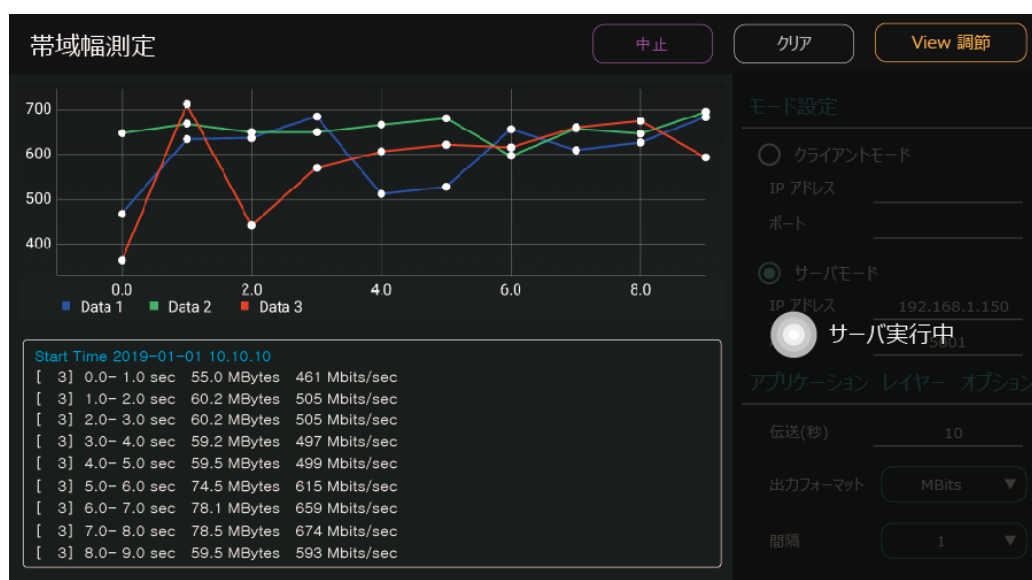 帯域幅測定
中止
クリア
View 調節
700
600
500
400
0.0 2.0 4.0 6.0 8.0
Data 1 Data 2 Data 3
Start Time 2019-01-01 10.10.10
[ 3] 0.0- 1.0 sec 55.0 MBytes 461 Mbits/sec
[ 3] 1.0- 2.0 sec 60.2 MBytes 505 Mbits/sec
[ 3] 2.0- 3.0 sec 60.2 MBytes 505 Mbits/sec
[ 3] 3.0- 4.0 sec 59.2 MBytes 497 Mbits/sec
[ 3] 4.0- 5.0 sec 59.5 MBytes 499 Mbits/sec
[ 3] 5.0- 6.0 sec 74.5 MBytes 615 Mbits/sec
[ 3] 6.0- 7.0 sec 78.1 MBytes 659 Mbits/sec
[ 3] 7.0- 8.0 sec 78.5 MBytes 674 Mbits/sec
[ 3] 8.0- 9.0 sec 59.5 MBytes 593 Mbits/sec
モード設定
クライアントモード
IP アドレス
ポート
サーバモード
IP アドレス 192.168.1.150
サーバ実行中
アプリケーション レイヤー オプション
伝送(秒) 10
出力フォーマット MBits
間隔 1